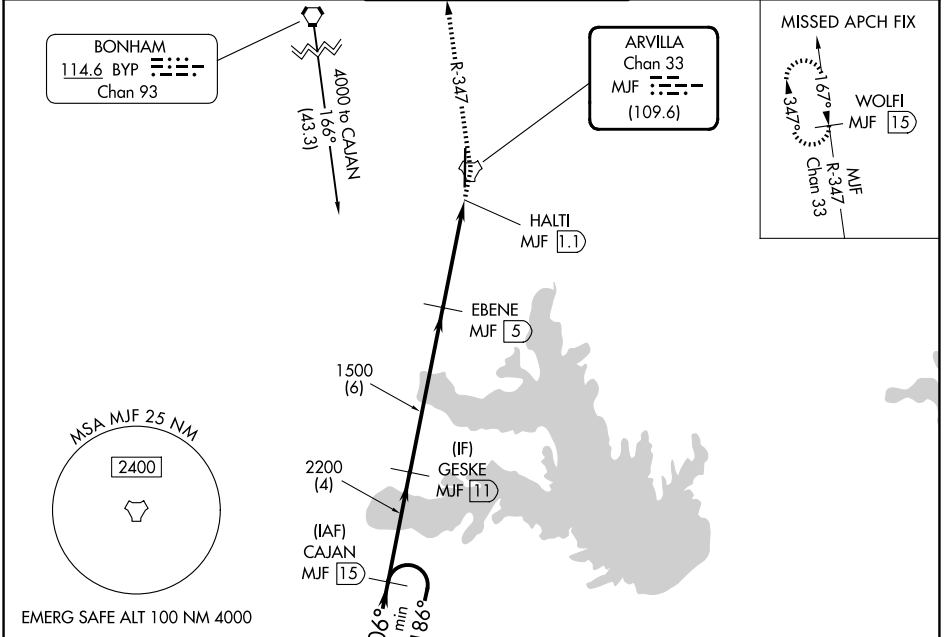 BONHAM
114.6 BYP
Chan 93
4000 to CAJAN
166°
(43.3)
R-347
ARVILLA
Chan 33
MJF
(109.6)
MISSED APCH FIX
WOLFI
MJF 15
167°
347°
MJF
R-347
Chan 33
HALTI
MJF 1.1
EBENE
MJF 5
1500
(6)
(IF)
GESKE
MJF 11
2200
(4)
(IAF)
CAJAN
MJF 15
min
MSA MJF 25 NM
2400
EMERG SAFE ALT 100 NM 4000